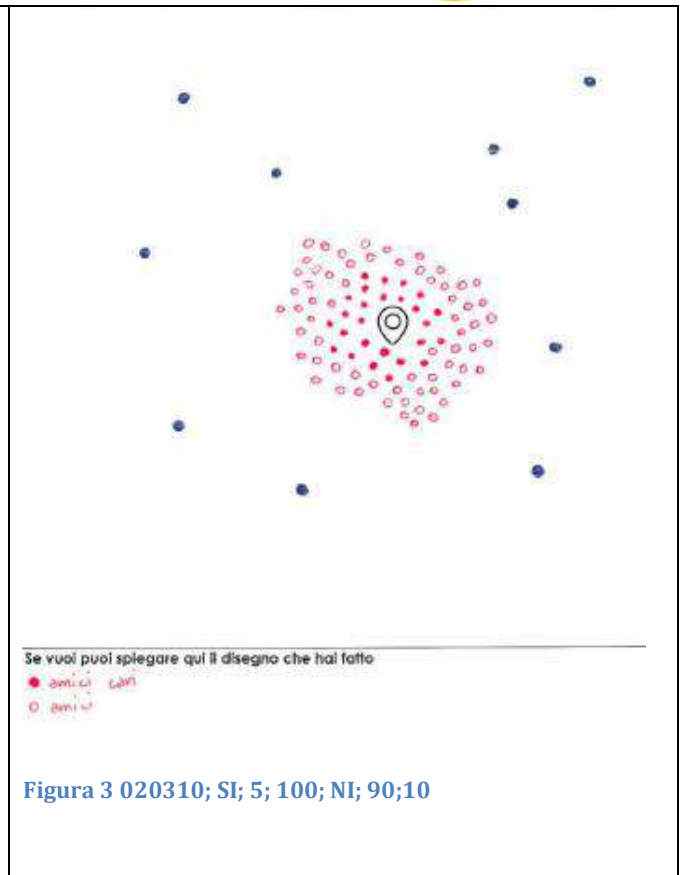 Se vuoi puoi spiegare qui il disegno che hai fatto
amici cari
amici
Figura 3 020310; SI; 5; 100; NI; 90;10